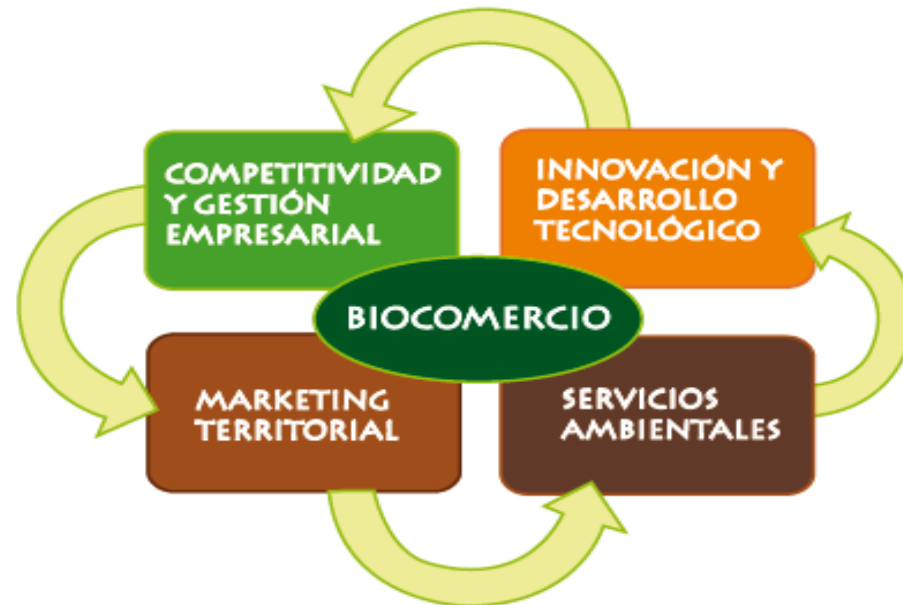 COMPETITIVIDAD
Y GESTIÓN
EMPRESARIAL
INNOVACIÓN Y
DESARROLLO
TECNOLÓGICO
BIOCOMERCIO
MARKETING
TERRITORIAL
SERVICIOS
AMBIENTALES